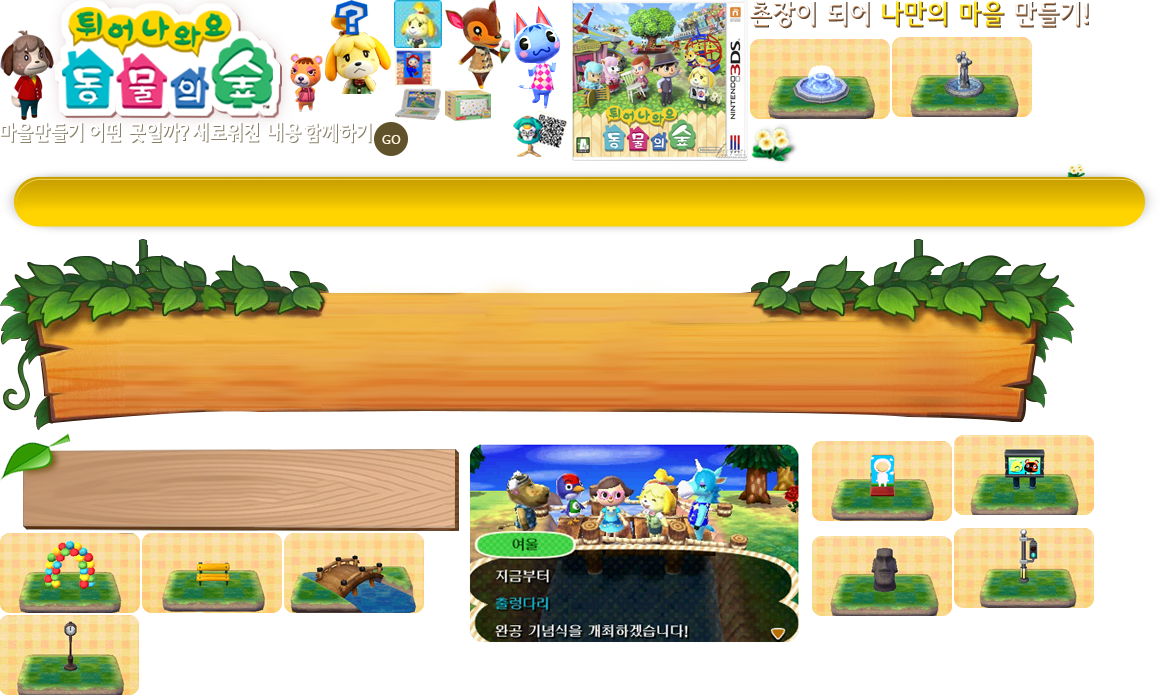 튀어나와요
동물의숲
TM
마을만들기 어떤 곳일까? 새로워진 내용 함께하기
GO
튀어나와요
동물의숲
NINTENDO 3DS
촌장이 되어 나만의 마을 만들기!
여울
지금부터
출렁다리
완공 기념식을 개최하겠습니다!